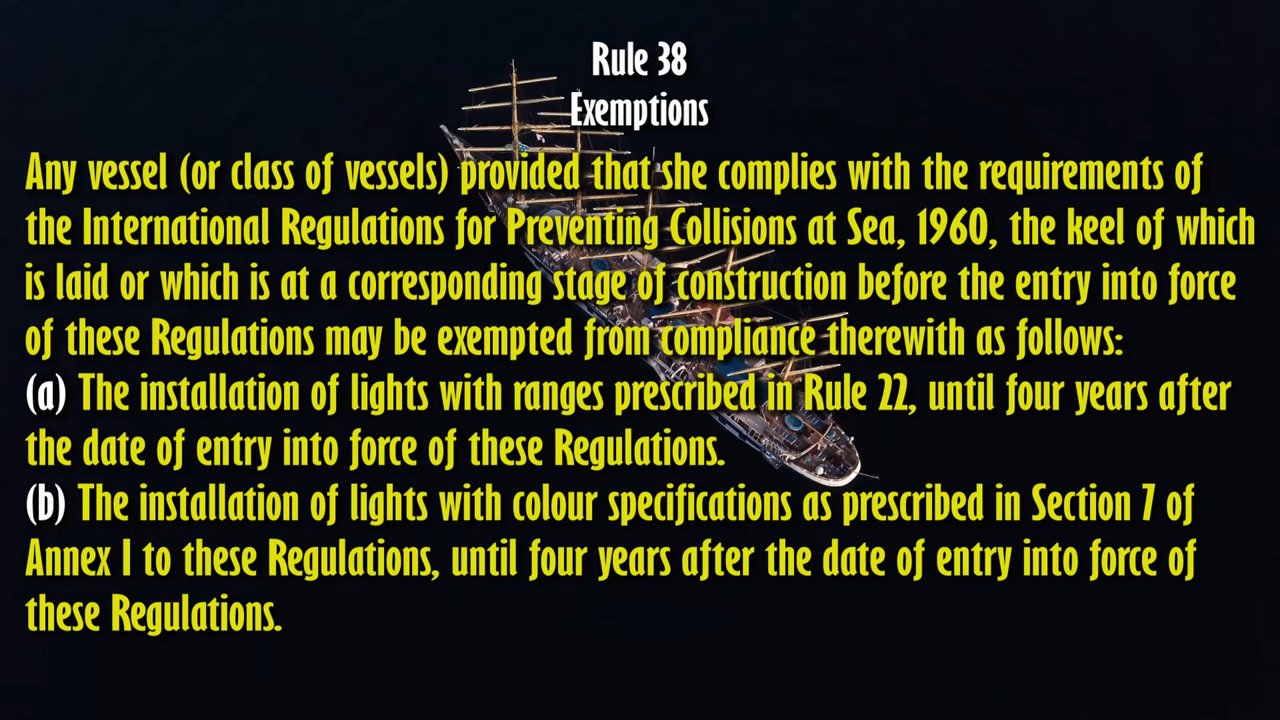 Rule 38
Exemptions
Any vessel (or class of vessels) provided that she complies with the requirements of
the International Regulations for Preventing Collisions at Sea, 1960, the keel of which
is laid or which is at a corresponding stage of construction before the entry into force
of these Regulations may be exempted from compliance therewith as follows:
(a) The installation of lights with ranges prescribed in Rule 22, until four years after
the date of entry into force of these Regulations.
(b) The installation of lights with colour specifications as prescribed in Section 7 of
Annex I to these Regulations, until four years after the date of entry into force of
these Regulations.